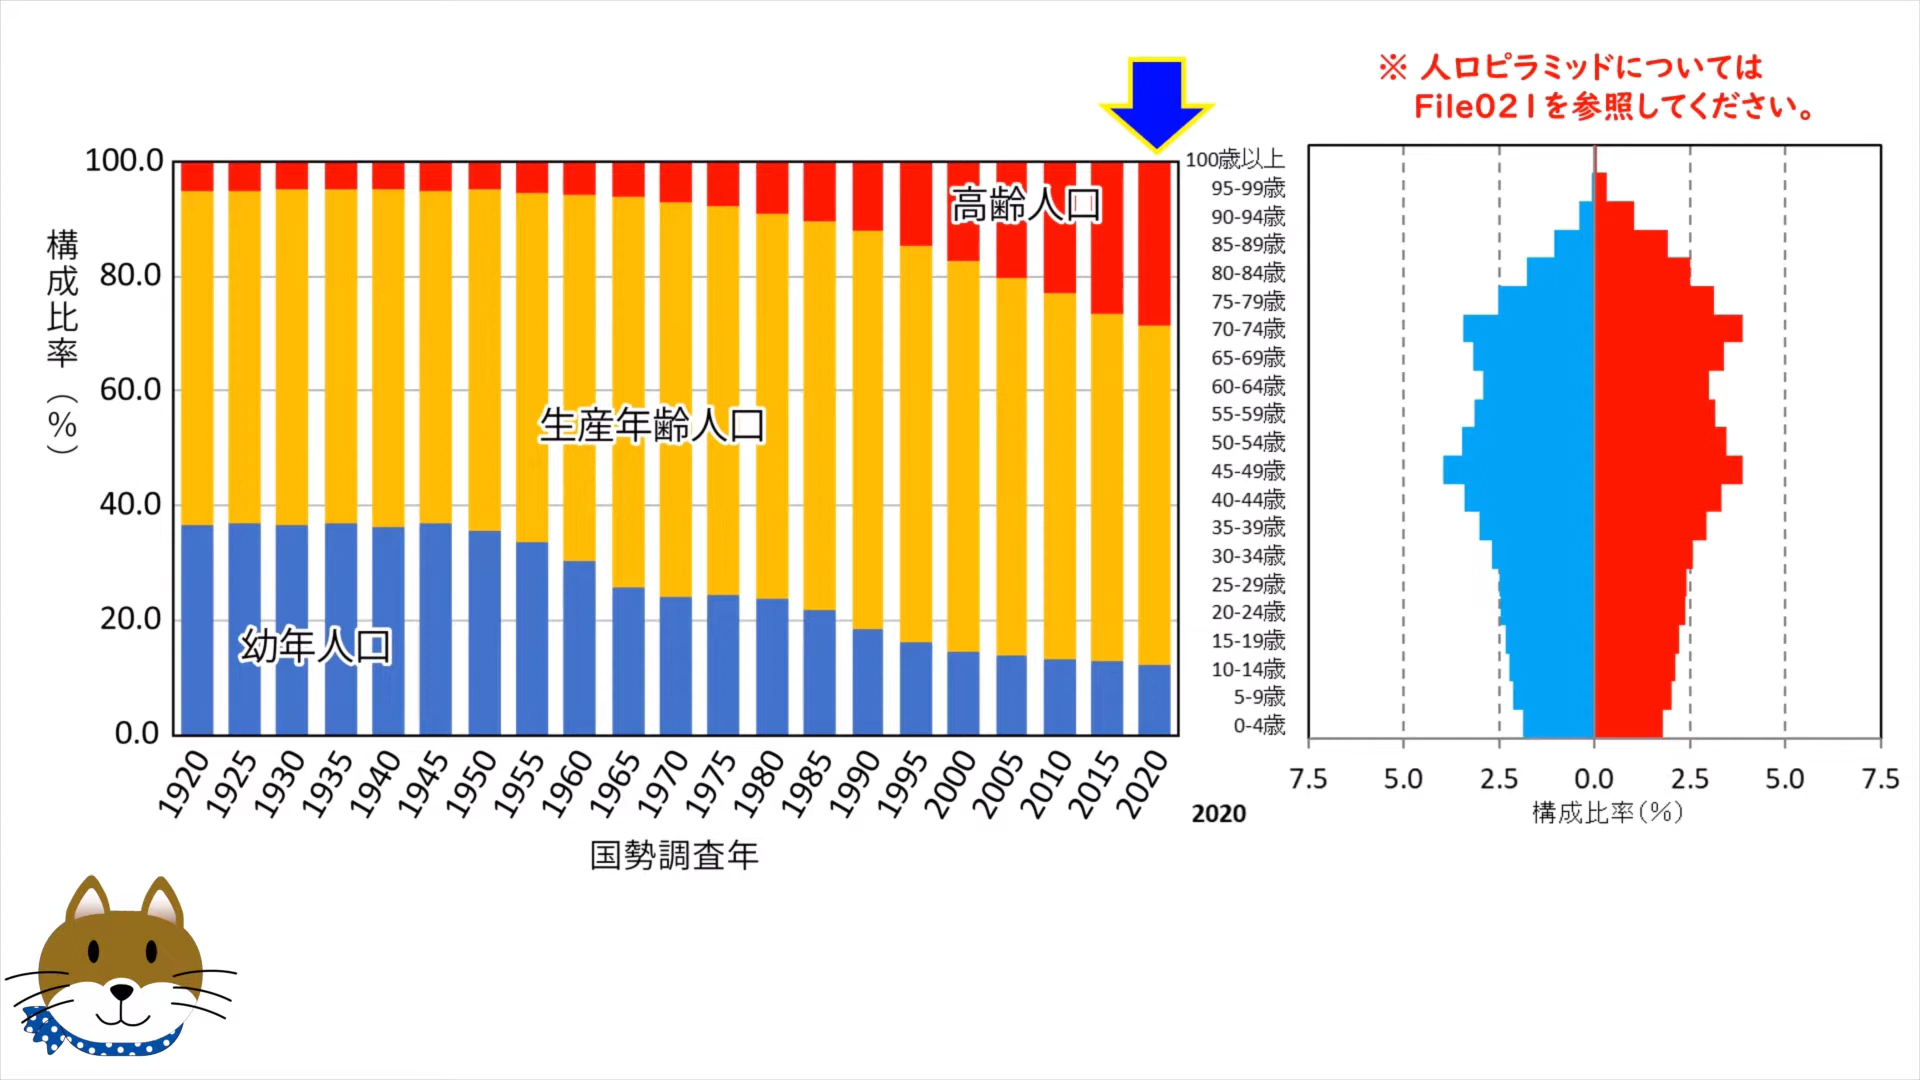 ※ 人口ピラミッドについては
File021を参照してください。
構成比率（%）
100.0
80.0
60.0
40.0
20.0
0.0
高齢人口
生産年齢人口
幼年人口
1920
1925
1930
1935
1940
1945
1950
1955
1960
1965
1970
1975
1980
1985
1990
1995
2000
2005
2010
2015
2020
国勢調査年
100歳以上
95-99歳
90-94歳
85-89歳
80-84歳
75-79歳
70-74歳
65-69歳
60-64歳
55-59歳
50-54歳
45-49歳
40-44歳
35-39歳
30-34歳
25-29歳
20-24歳
15-19歳
10-14歳
5-9歳
0-4歳
7.5 5.0 2.5 0.0 2.5 5.0 7.5
構成比率(%)
2020